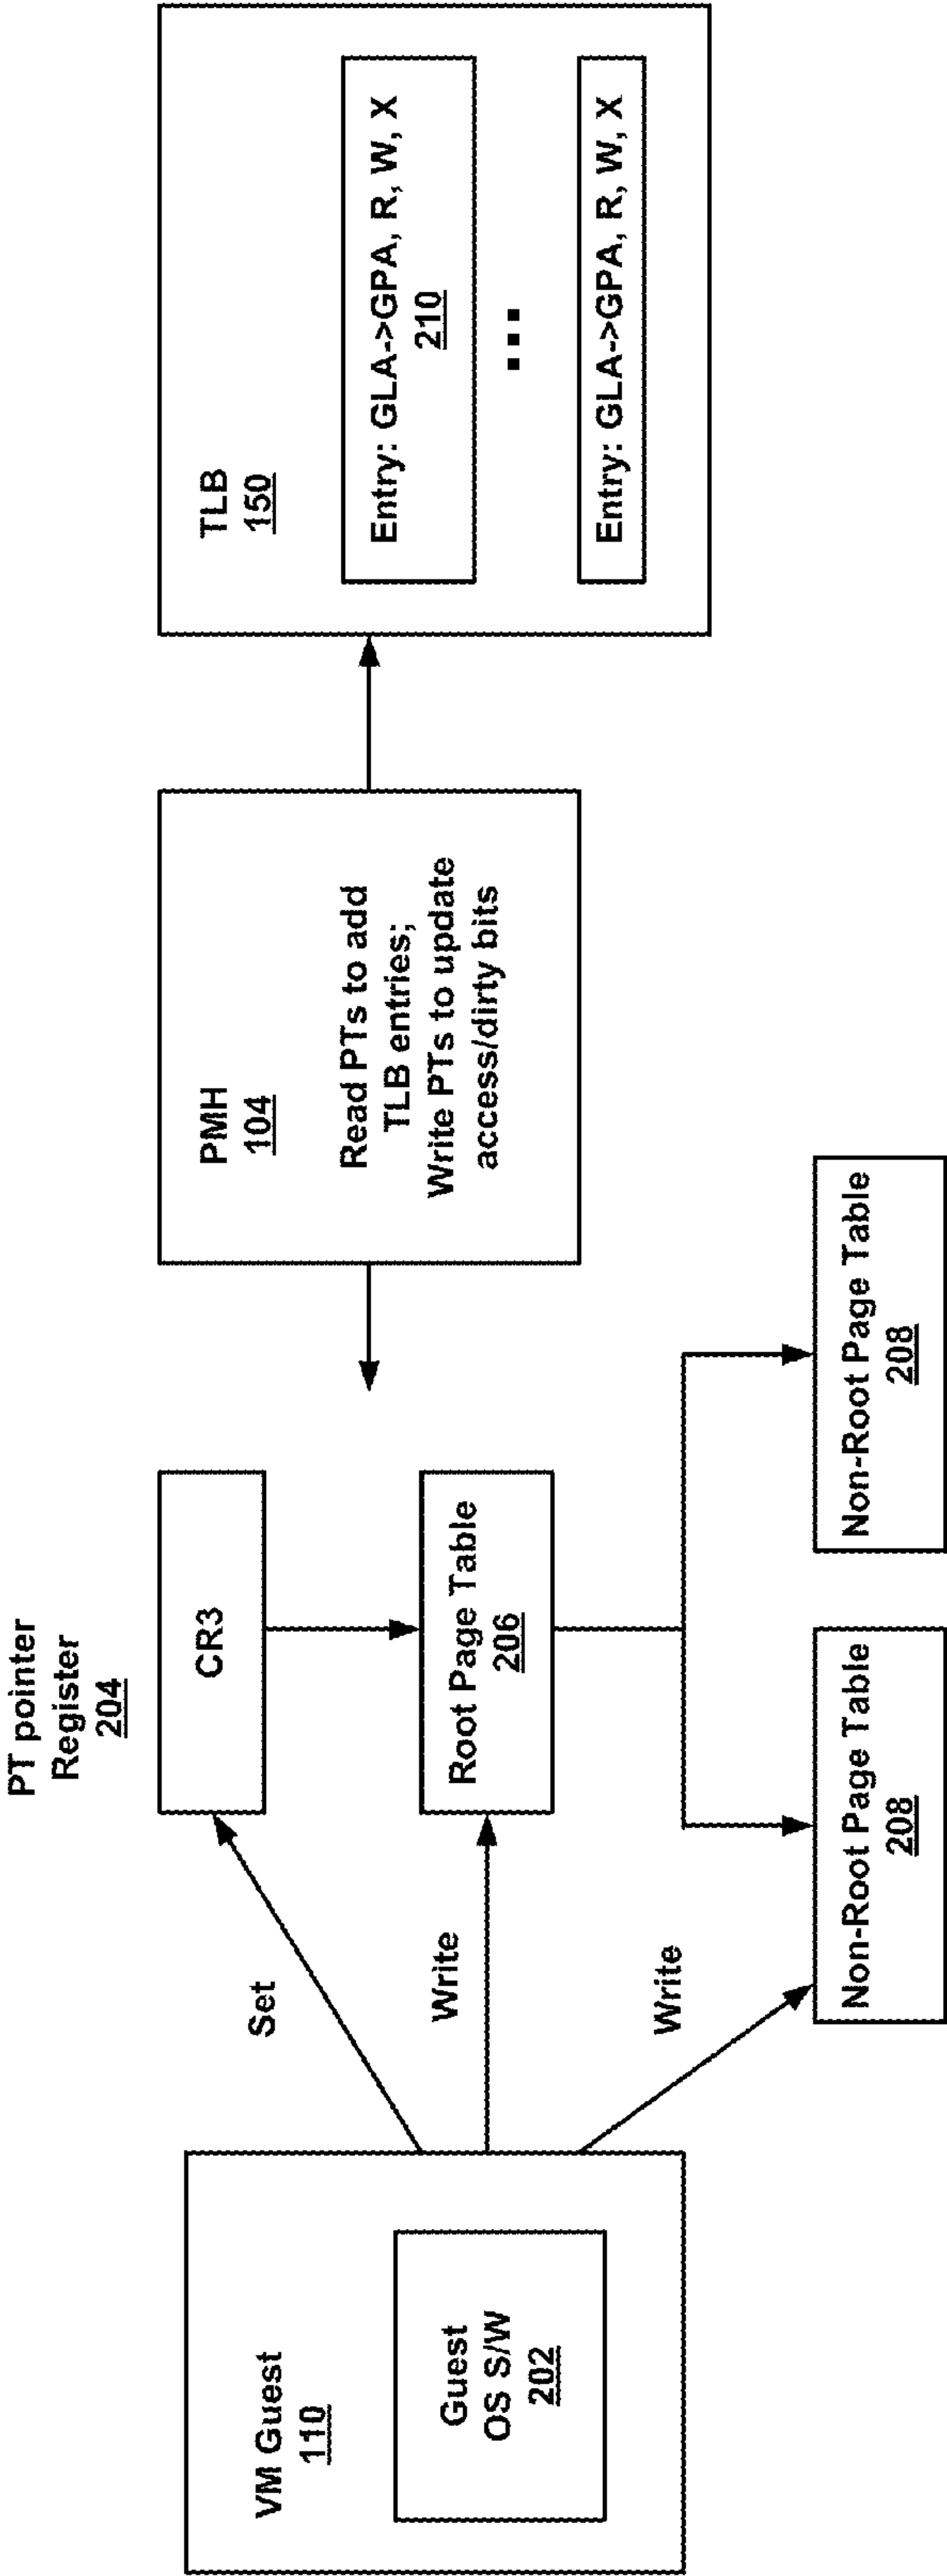 VM Guest
110
Guest
OS S/W
202
Set
Write
Write
PT pointer
Register
204
CR3
Root Page Table
206
Non-Root Page Table
208
Non-Root Page Table
208
PMH
104
Read PTs to add
TLB entries;
Write PTs to update
access/dirty bits
TLB
150
Entry: GLA->GPA, R, W, X
210
...
Entry: GLA->GPA, R, W, X